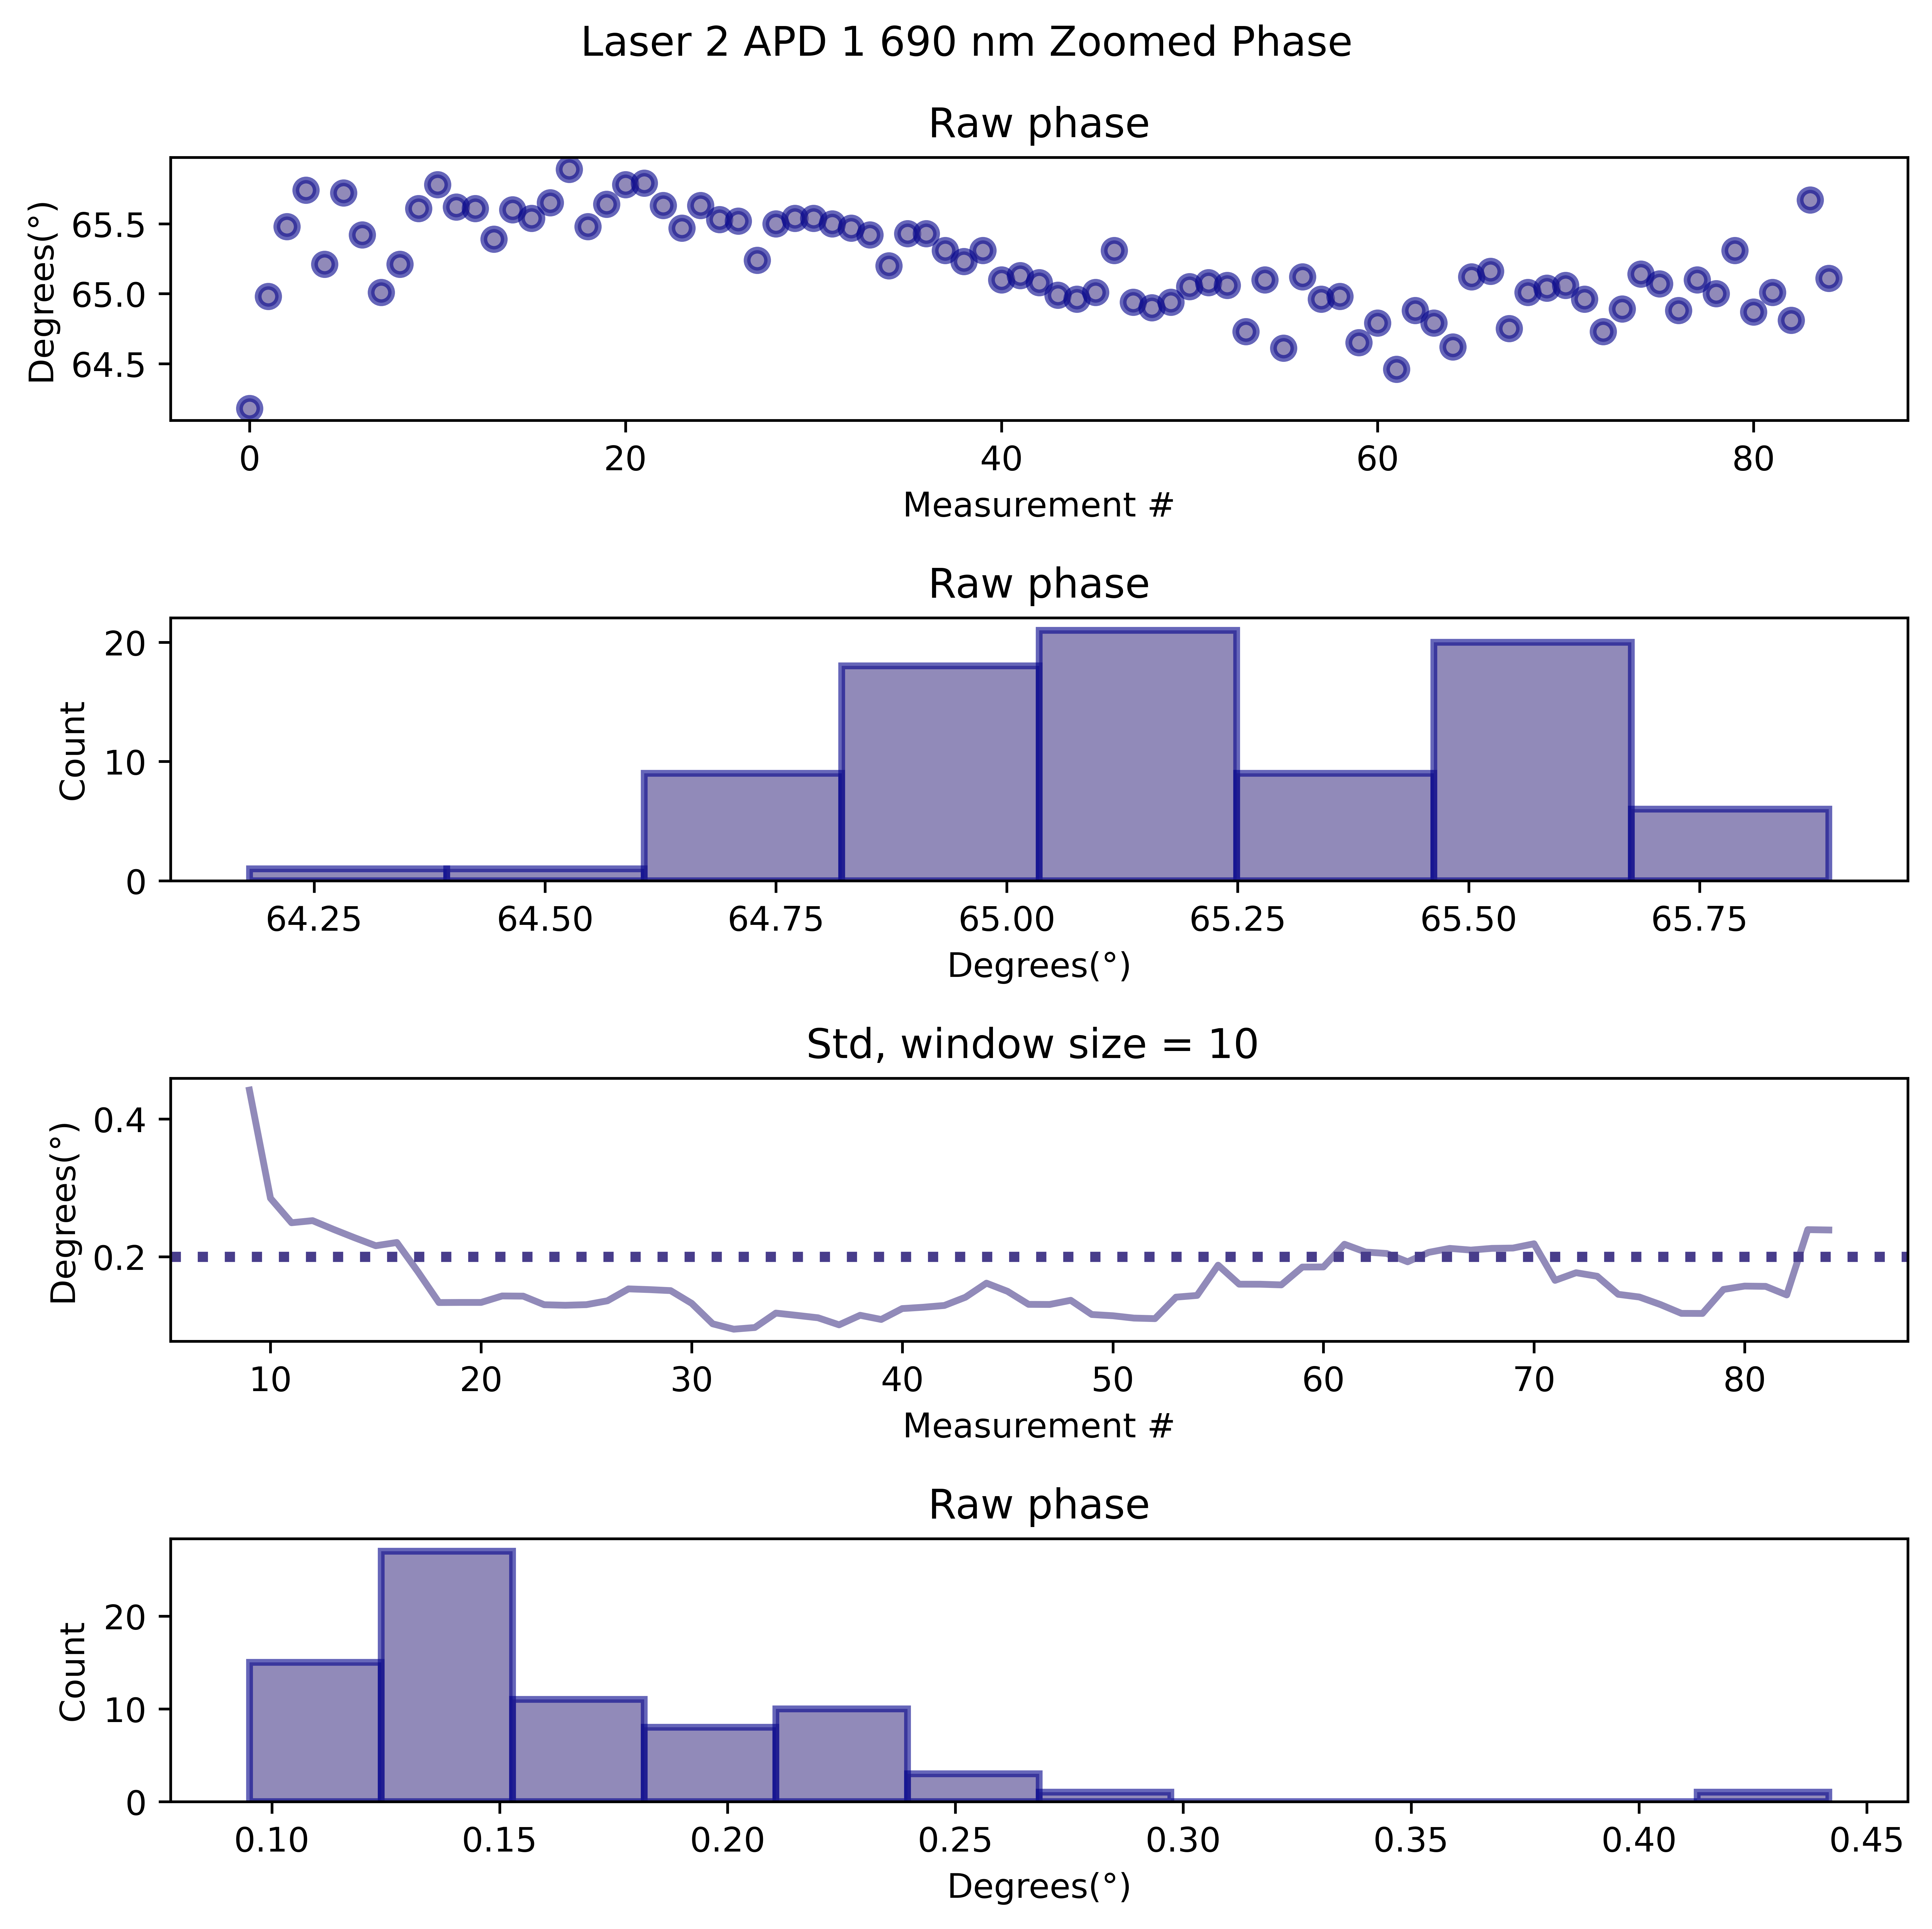 Laser 2 APD 1 690 nm Zoomed Phase
Raw phase
Degrees(°)
65.5
65.0
64.5
0 20 40 60 80
Measurement #
Raw phase
Count
20
10
0
64.25 64.50 64.75 65.00 65.25 65.50 65.75
Degrees(°)
Std, window size = 10
Degrees(°)
0.4
0.2
10 20 30 40 50 60 70 80
Measurement #
Raw phase
Count
20
10
0
0.10 0.15 0.20 0.25 0.30 0.35 0.40 0.45
Degrees(°)